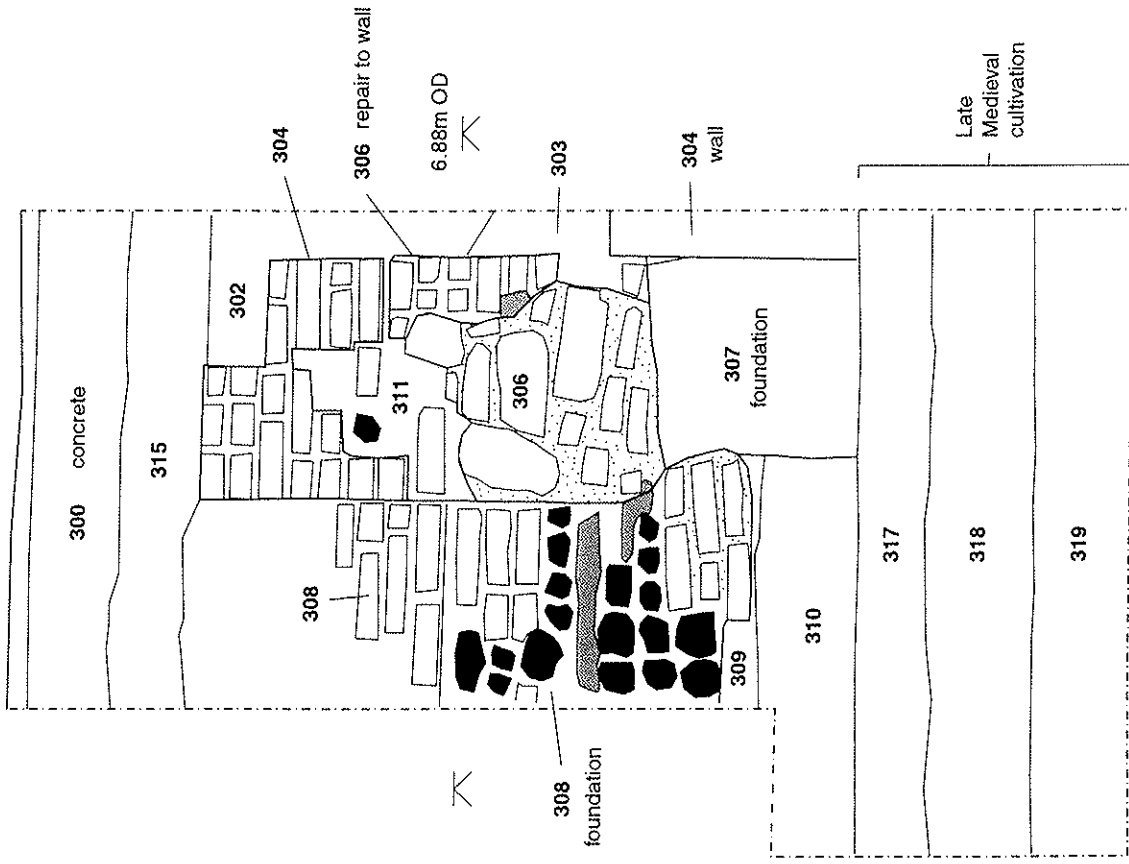 300 concrete
315
302
304
306 repair to wall
6.88m OD
303
304
wall
311
306
308
307
foundation
308
foundation
309
310
317
318
319
Late
Medieval
cultivation